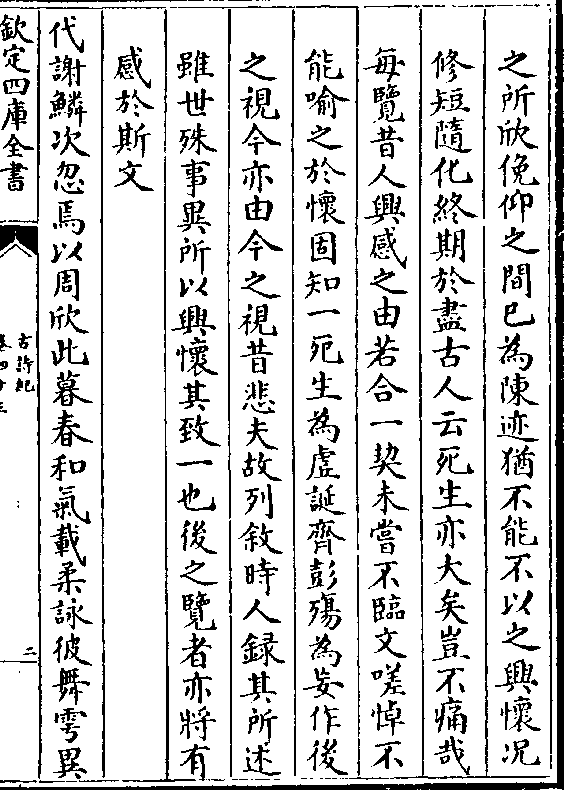 之所欣俛仰之間已為陳迹猶不能不以之興懷况
修短隨化終期於盡古人云死生亦大矣豈不痛哉
每覽昔人興感之由若合一契未嘗不臨文嗟悼不
能喻之於懷固知一死生為虛誕齊彭殤為妄作後
之視今亦由今之視昔悲夫故列敘時人錄其所述
雖世殊事異所以興懷其致一也後之覽者亦將有
感於斯文
代謝鱗次忽焉以周欣此暮春和氣載柔詠彼舞雩異
欽定四庫全書
古詩紀
卷四十三
二